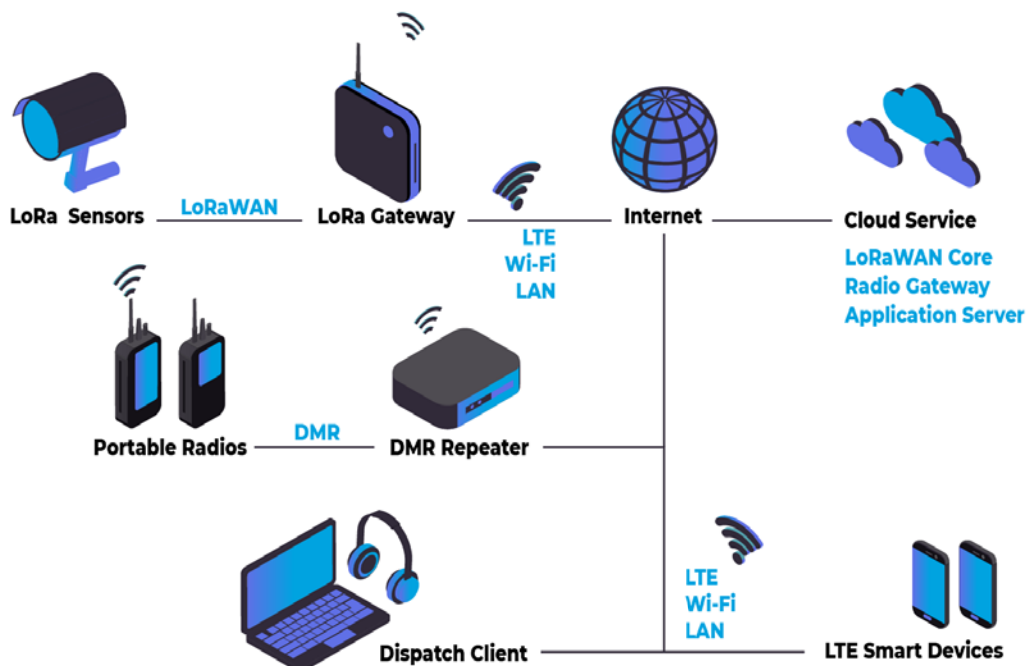 LoRa Sensors
LoRaWAN
LoRa Gateway
LTE
Wi-Fi
LAN
Internet
Cloud Service
LoRaWAN Core
Radio Gateway
Application Server
Portable Radios
DMR
DMR Repeater
Dispatch Client
LTE
Wi-Fi
LAN
LTE Smart Devices